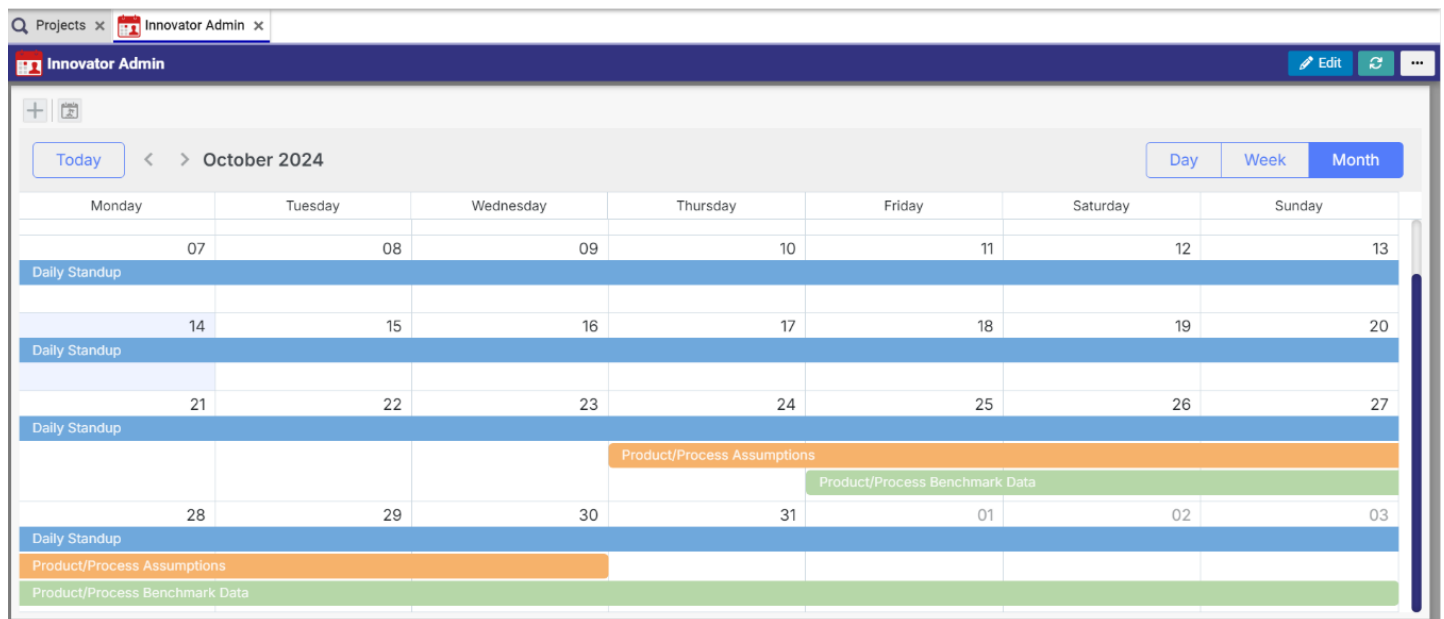 Projects Innovator Admin
Innovator Admin Edit
Today October 2024 Day Week Month
Monday Tuesday Wednesday Thursday Friday Saturday Sunday
07 08 09 10 11 12 13
Daily Standup
14 15 16 17 18 19 20
Daily Standup
21 22 23 24 25 26 27
Daily Standup
Product/Process Assumptions
Product/Process Benchmark Data
28 29 30 31 01 02 03
Daily Standup
Product/Process Assumptions
Product/Process Benchmark Data